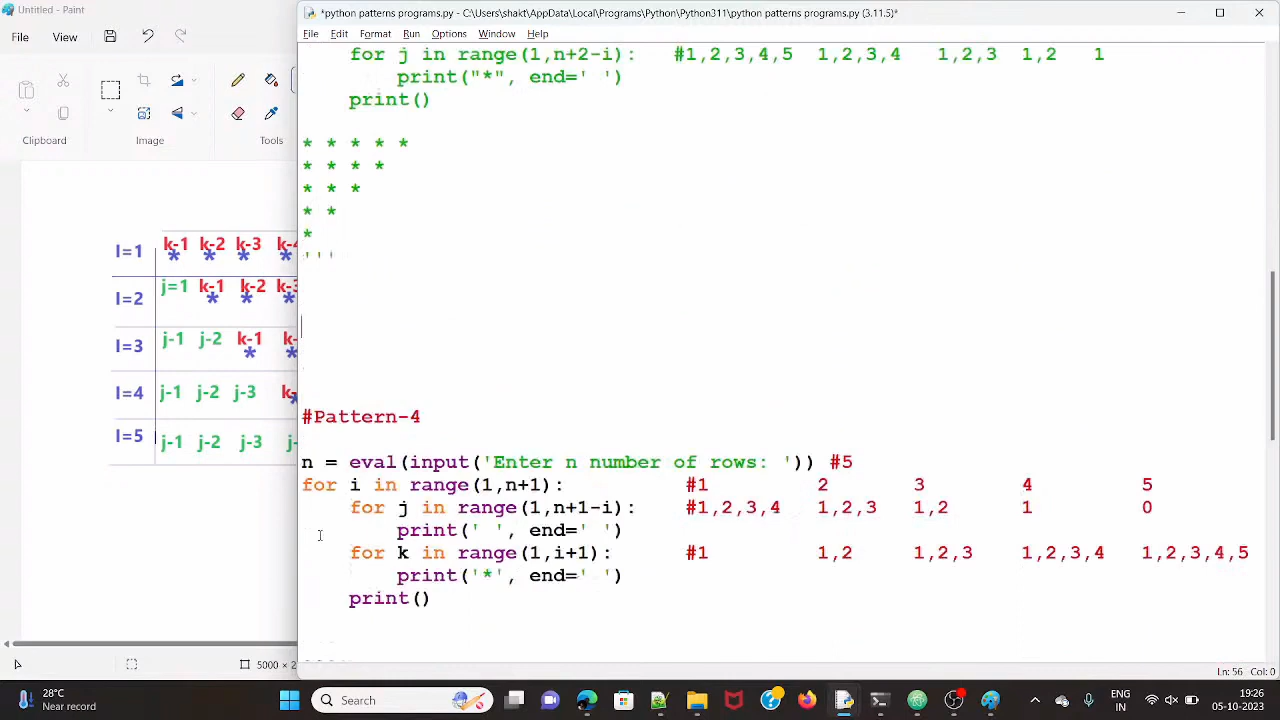 Untitled - Paint
File View
Clipboard Image Tools
I=1 k-1 k-2 k-3
* * * *
I=2 j=1 k-1 k-2
* * *
I=3 j-1 j-2 k-1
* *
I=4 j-1 j-2 j-3
I=5 j-1 j-2 j-3
5000
*python patterns programs.py - C:\Users\shakt\AppData\Local\Programs\Python\Python311\python patterns programs.py (3.11.5)*
File Edit Format Run Options Window Help
for j in range(1,n+2-i): #1,2,3,4,5 1,2,3,4 1,2,3 1,2 1
print("*", end=' ')
print()
* * * * *
* * * *
* * *
* *
*
'''
#Pattern-4
n = eval(input('Enter n number of rows: ')) #5
for i in range(1,n+1): #1 2 3 4 5
for j in range(1,n+1-i): #1,2,3,4 1,2,3 1,2 1 0
print(' ', end=' ')
for k in range(1,i+1): #1 1,2 1,2,3 1,2,3,4 1,2,3,4,5
print('*', end=' ')
print()
Ln: 56 Col: 0
28°C
Near record
Search
ENG
IN
19:26
05-10-2023